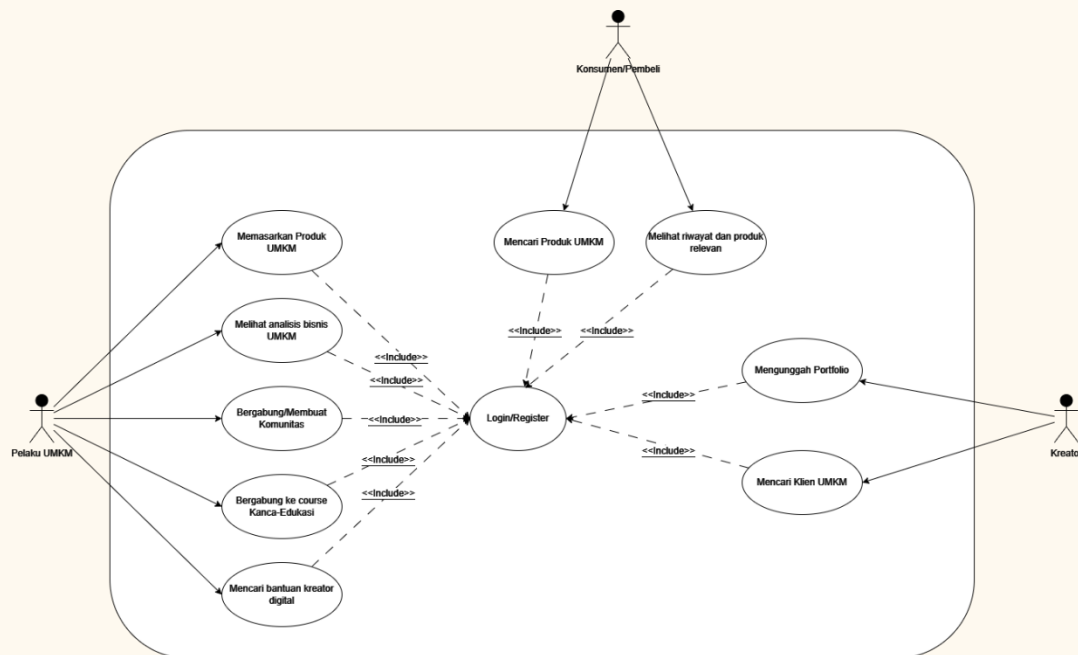 Konsumen/Pembeli
Memasarkan Produk
UMKM
Mencari Produk UMKM
Melihat riwayat dan produk
relevan
Melihat analisis bisnis
UMKM
<<Include>>
<<Include>>
<<Include>>
<<Include>>
Mengunggah Portfolio
Bergabung/Membuat
Komunitas
<<Include>>
Login/Register
<<Include>>
Pelaku UMKM
<<Include>>
<<Include>>
Kreato
Mencari Klien UMKM
Bergabung ke course
Kanca-Edukasi
<<Include>>
Mencari bantuan kreator
digital